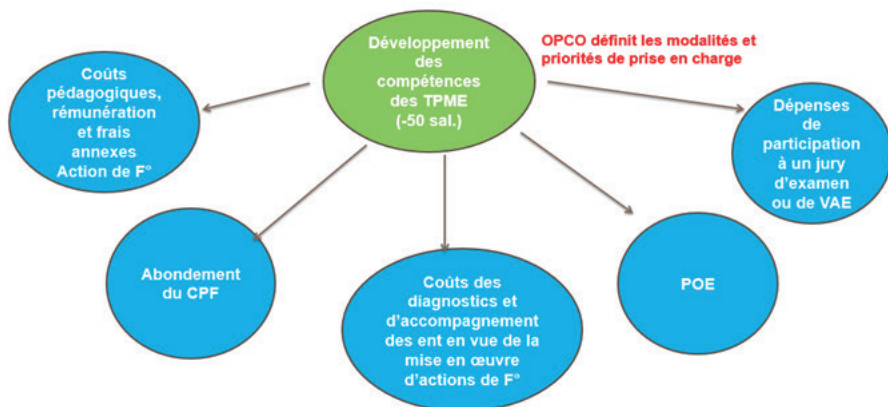 Développement
des
compétences
des TPME
(-50 sal.)
OPCO définit les modalités et
priorités de prise en charge
Coûts
pédagogiques,
rémunération
et frais
annexes
Action de F°
Dépenses
de
participation
à un jury
d’examen
ou de VAE
Abondement
du CPF
Coûts des
diagnostics et
d’accompagnement
des ent en vue de la
mise en œuvre
d’actions de F°
POE